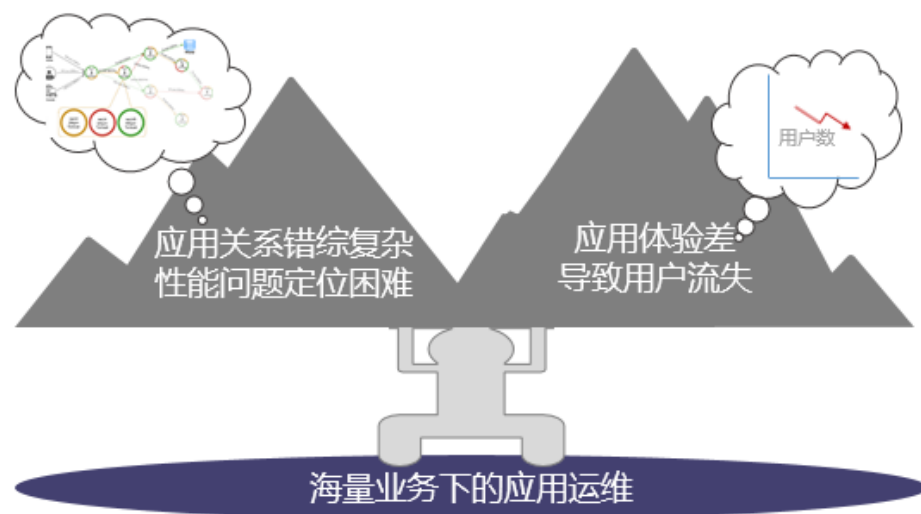 用户数
应用关系错综复杂
性能问题定位困难
应用体验差
导致用户流失
海量业务下的应用运维